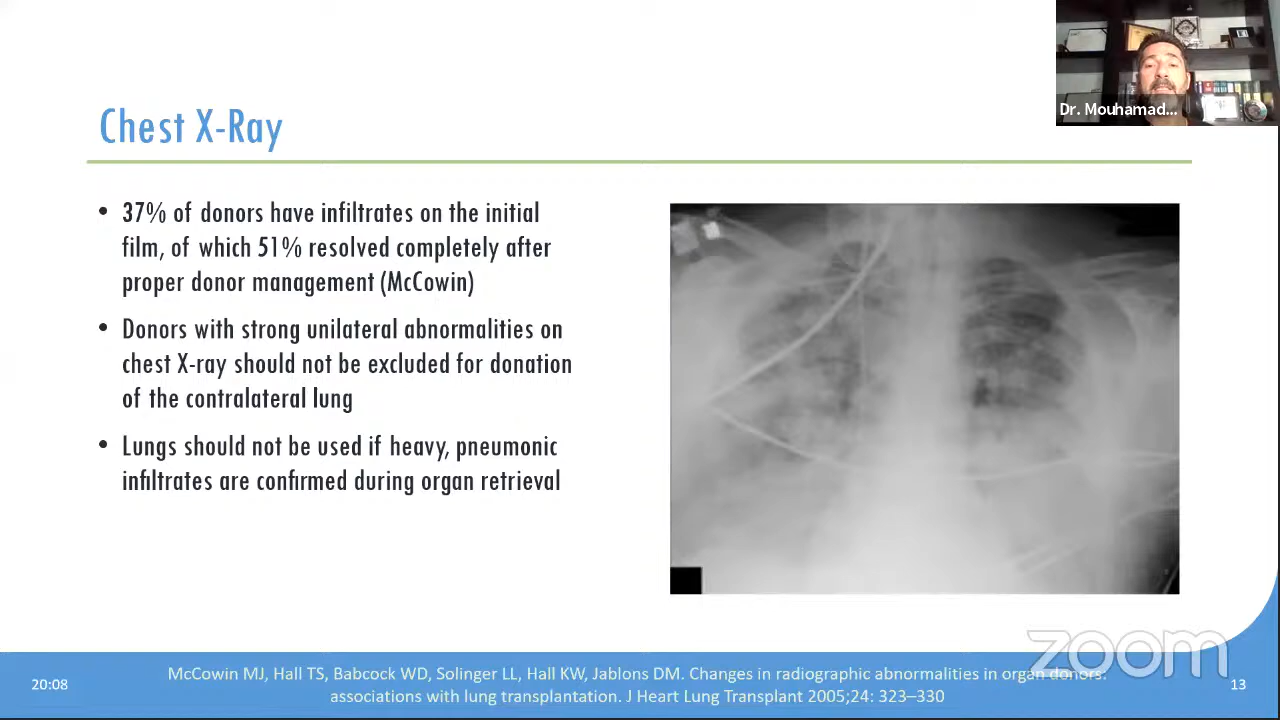 Dr. Mouhamad...
Chest X-Ray
• 37% of donors have infiltrates on the initial
film, of which 51% resolved completely after
proper donor management (McCowin)
• Donors with strong unilateral abnormalities on
chest X-ray should not be excluded for donation
of the contralateral lung
• Lungs should not be used if heavy, pneumonic
infiltrates are confirmed during organ retrieval
zoom
20:08
McCowin MJ, Hall TS, Babcock WD, Solinger LL, Hall KW, Jablons DM. Changes in radiographic abnormalities in organ donors:
associations with lung transplantation. J Heart Lung Transplant 2005;24: 323–330
13